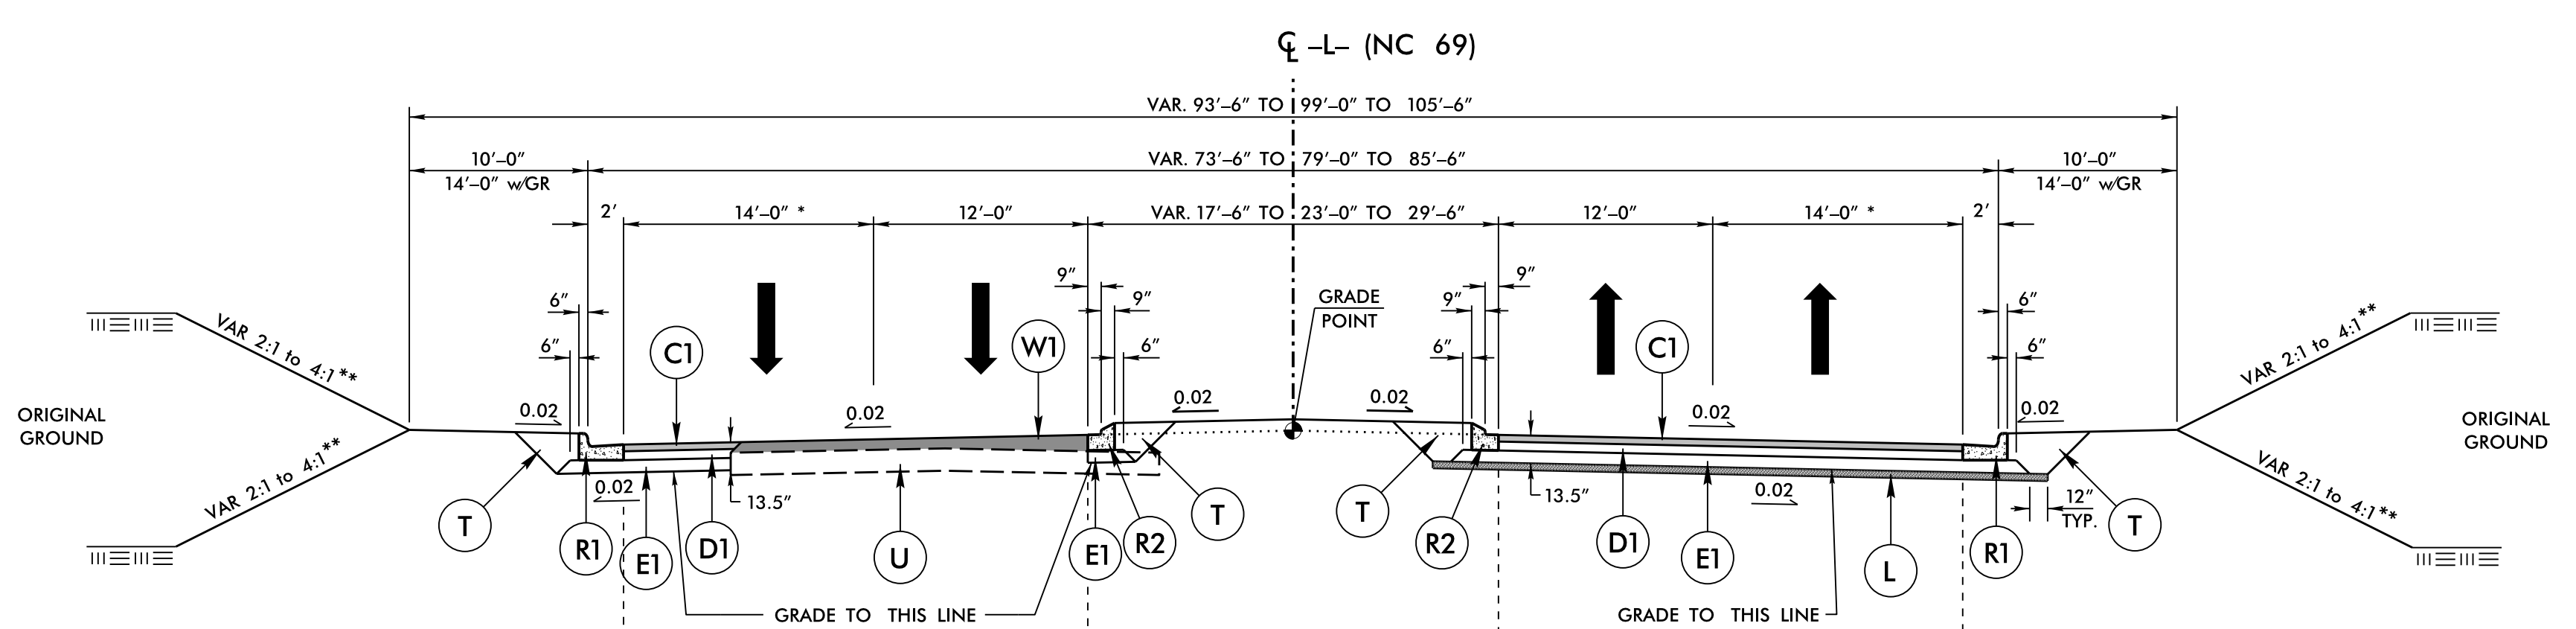 ℄ –L– (NC 69)
VAR. 93'–6" TO 99'–0" TO 105'–6"
10'–0"
14'–0" w/GR
VAR. 73'–6" TO 79'–0" TO 85'–6"
10'–0"
14'–0" w/GR
2'
14'–0" *
12'–0"
VAR. 17'–6" TO 23'–0" TO 29'–6"
12'–0"
14'–0" *
2'
9"
9"
9"
9"
6"
6"
6"
6"
6"
6"
GRADE
POINT
C1
W1
C1
VAR 2:1 to 4:1**
VAR 2:1 to 4:1**
ORIGINAL
GROUND
ORIGINAL
GROUND
0.02
0.02
0.02
0.02
0.02
0.02
VAR 2:1 to 4:1**
VAR 2:1 to 4:1**
0.02
13.5"
13.5"
0.02
12"
TYP.
T
R1
E1
D1
U
E1
R2
T
T
R2
D1
E1
L
R1
T
GRADE TO THIS LINE
GRADE TO THIS LINE